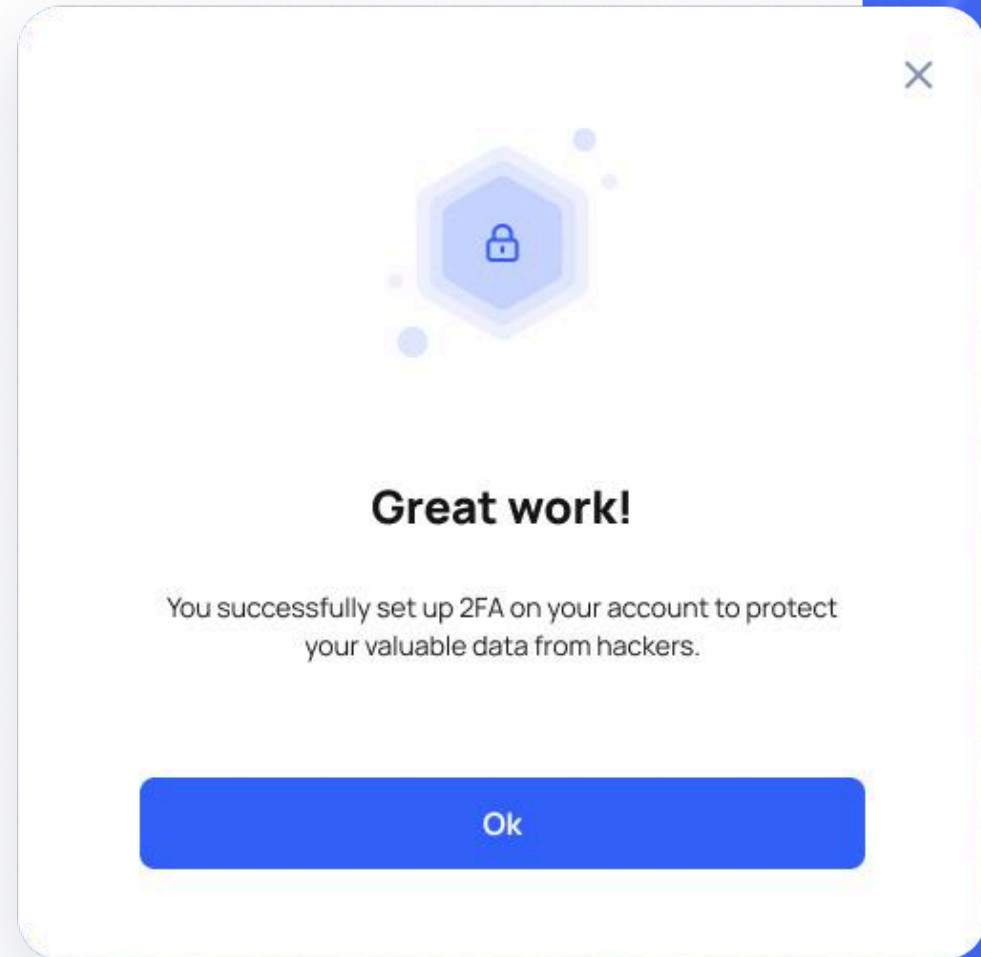 Great work!
You successfully set up 2FA on your account to protect
your valuable data from hackers.
Ok